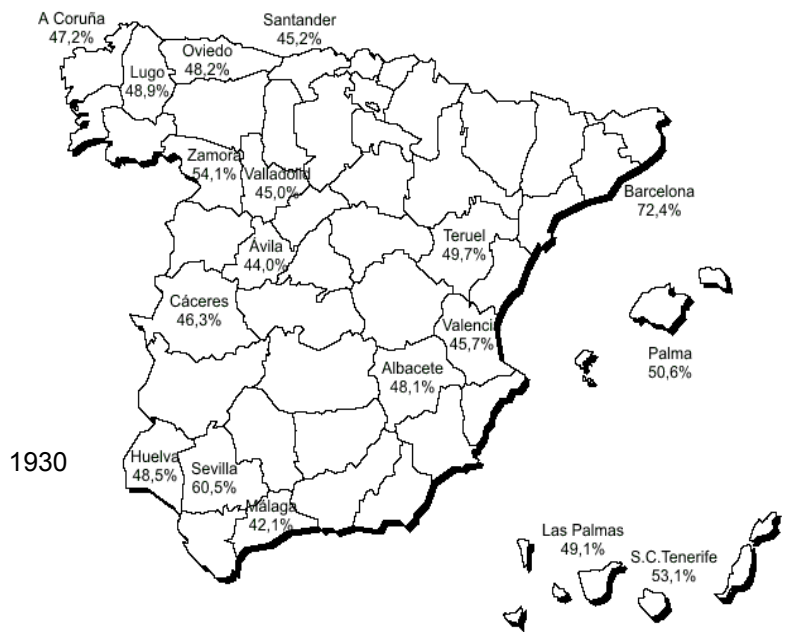 A Coruña
47,2%
Santander
45,2%
Oviedo
48,2%
Lugo
48,9%
Zamora
54,1%
Valladolid
45,0%
Barcelona
72,4%
Ávila
44,0%
Teruel
49,7%
Cáceres
46,3%
Valenci
45,7%
Palma
50,6%
Albacete
48,1%
1930
Huelva
48,5%
Sevilla
60,5%
Málaga
42,1%
Las Palmas
49,1%
S.C.Tenerife
53,1%